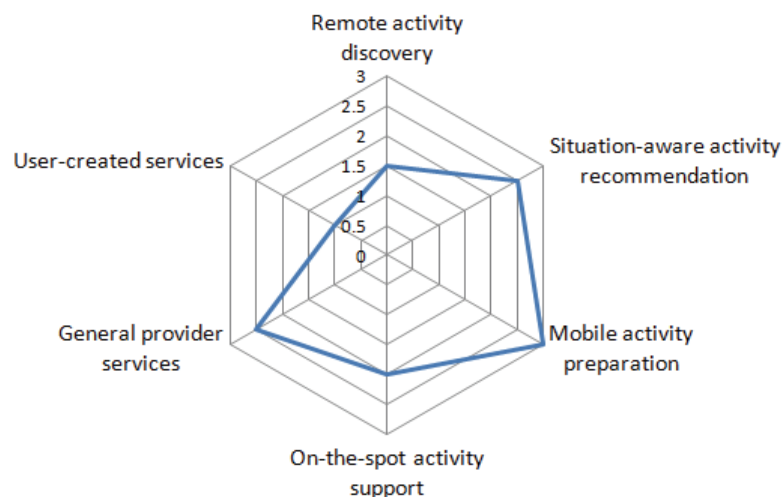 Remote activity
discovery
3
2.5
2
1.5
1
0.5
0
Situation-aware activity
recommendation
Mobile activity
preparation
On-the-spot activity
support
General provider
services
User-created services